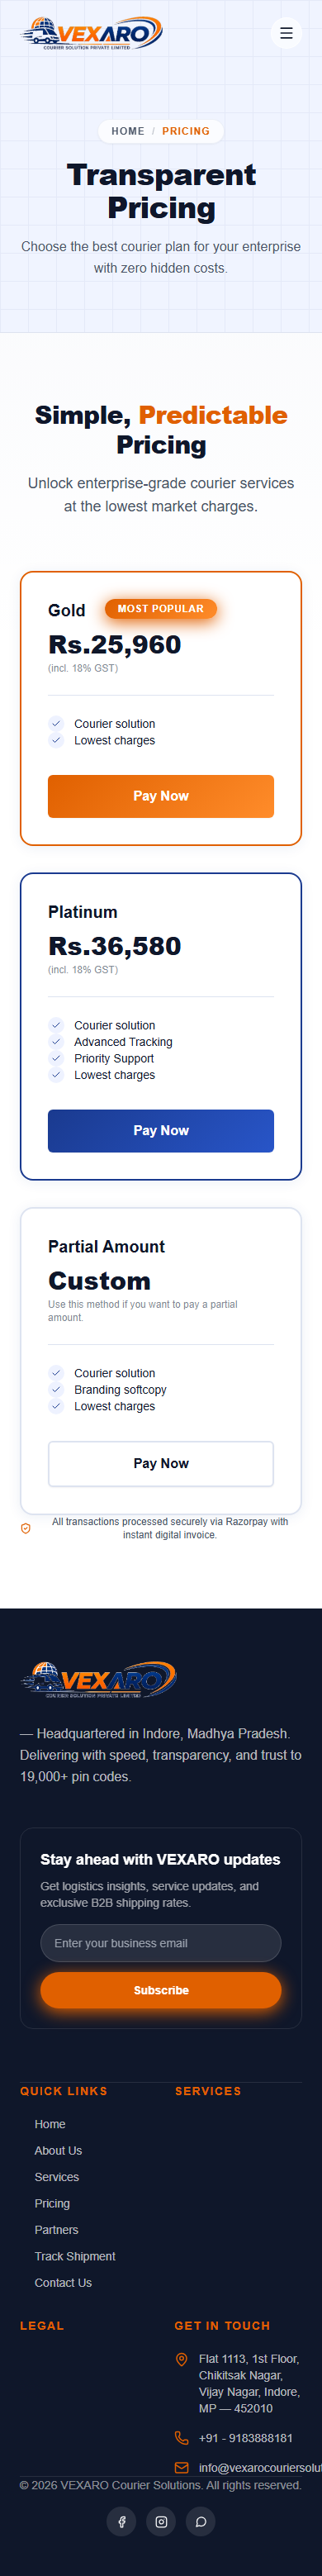 VEXARO
COURIER SOLUTION PRIVATE LIMITED
HOME / PRICING
Transparent
Pricing
Choose the best courier plan for your enterprise
with zero hidden costs.
Simple, Predictable
Pricing
Unlock enterprise-grade courier services
at the lowest market charges.
Gold MOST POPULAR
Rs.25,960
(incl. 18% GST)
Courier solution
Lowest charges
Pay Now
Platinum
Rs.36,580
(incl. 18% GST)
Courier solution
Advanced Tracking
Priority Support
Lowest charges
Pay Now
Partial Amount
Custom
Use this method if you want to pay a partial
amount.
Courier solution
Branding softcopy
Lowest charges
Pay Now
All transactions processed securely via Razorpay with
instant digital invoice.
VEXARO
COURIER SOLUTION PRIVATE LIMITED
— Headquartered in Indore, Madhya Pradesh.
Delivering with speed, transparency, and trust to
19,000+ pin codes.
Stay ahead with VEXARO updates
Get logistics insights, service updates, and
exclusive B2B shipping rates.
Enter your business email
Subscribe
QUICK LINKS
Home
About Us
Services
Pricing
Partners
Track Shipment
Contact Us
SERVICES
LEGAL
GET IN TOUCH
Flat 1113, 1st Floor,
Chikitsak Nagar,
Vijay Nagar, Indore,
MP — 452010
+91 - 9183888181
info@vexarocouriersolut
© 2026 VEXARO Courier Solutions. All rights reserved.